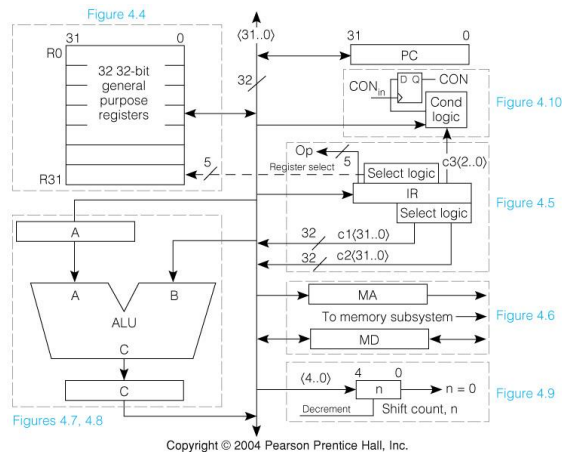 Figure 4.4
31 0
R0
32 32-bit
general
purpose
registers
R31
⟨31..0⟩
32
31 0
PC
D Q
CON
CONin
Cond
logic
Figure 4.10
Op
5
Register select
5
c3⟨2..0⟩
Select logic
IR
Select logic
Figure 4.5
32 c1⟨31..0⟩
32 c2⟨31..0⟩
A
A B
ALU
C
C
Figures 4.7, 4.8
MA
To memory subsystem
MD
Figure 4.6
4 0
⟨4..0⟩
n
n = 0
Decrement
Shift count, n
Figure 4.9
Copyright © 2004 Pearson Prentice Hall, Inc.